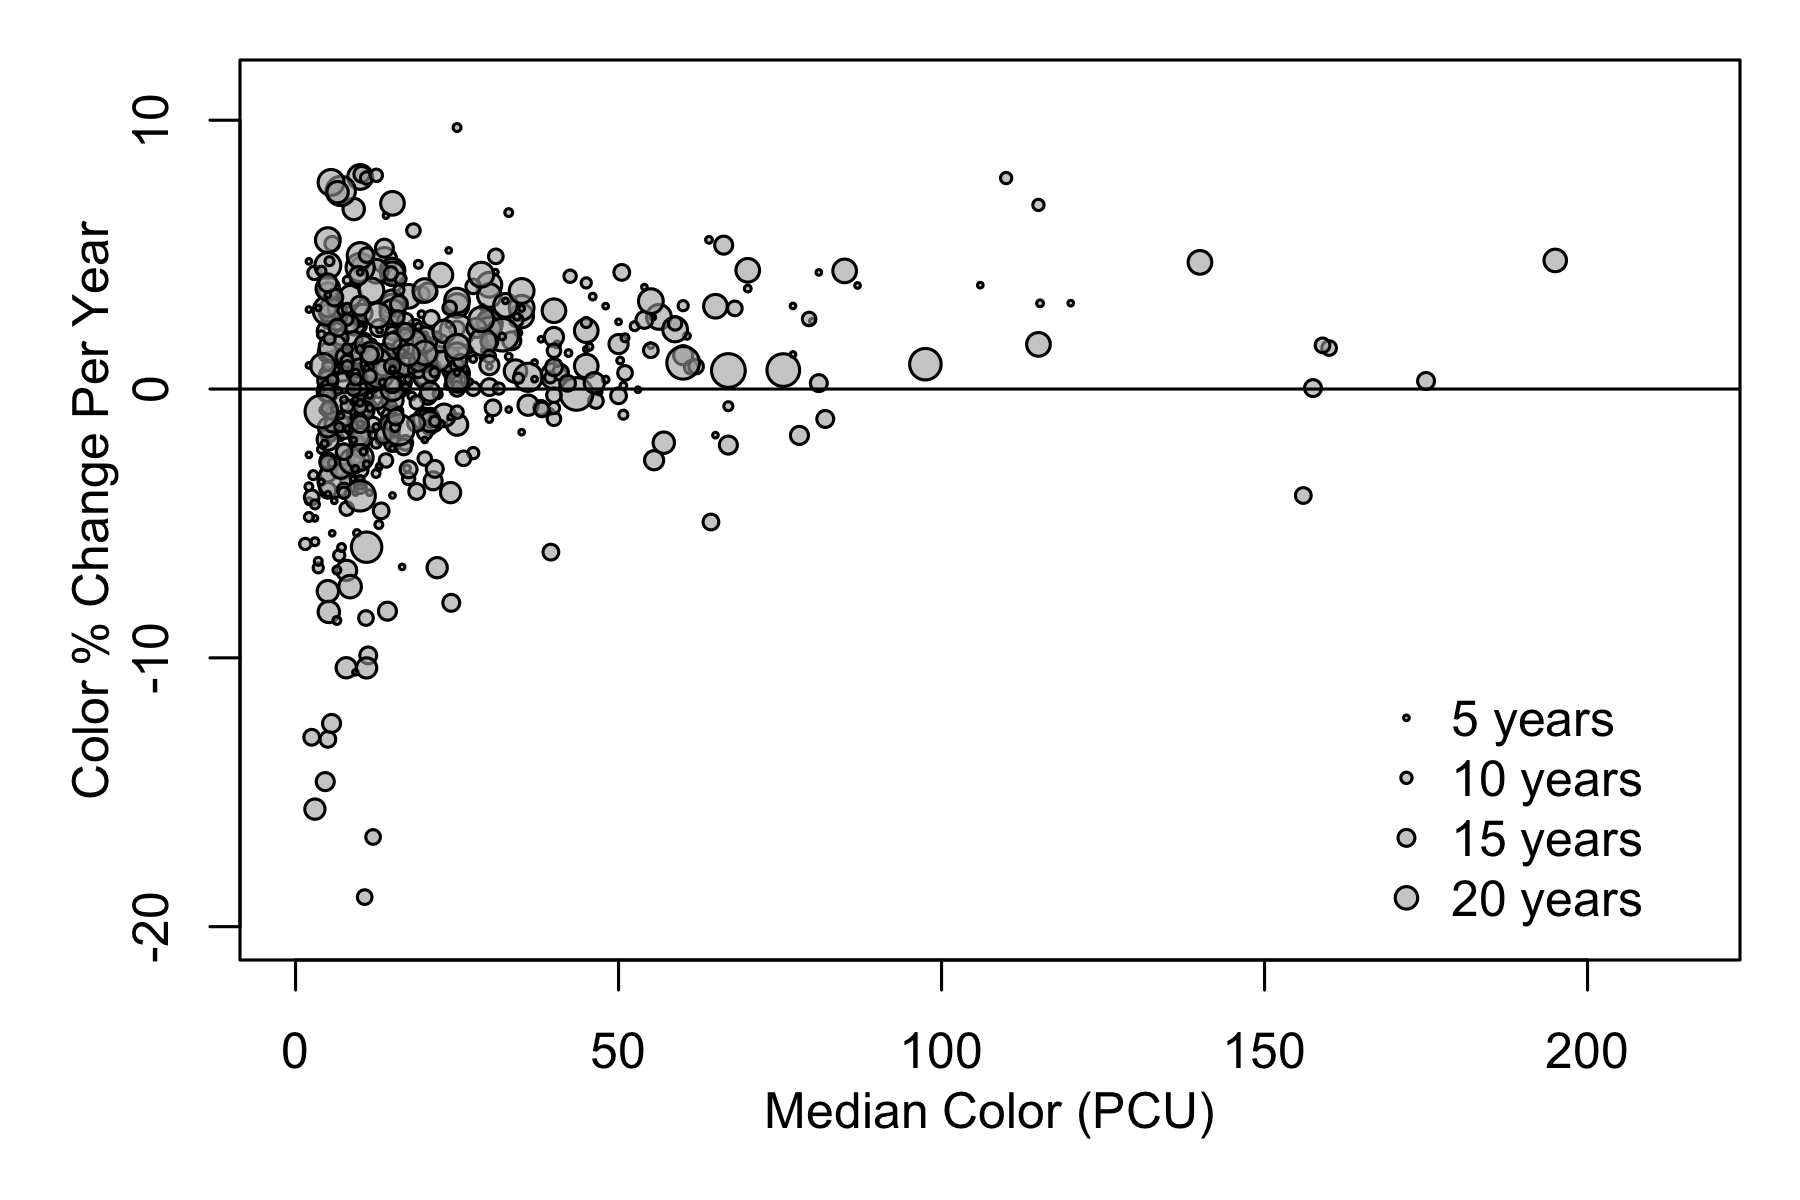 Color % Change Per Year
10
0
-10
-20
5 years
10 years
15 years
20 years
0 50 100 150 200
Median Color (PCU)